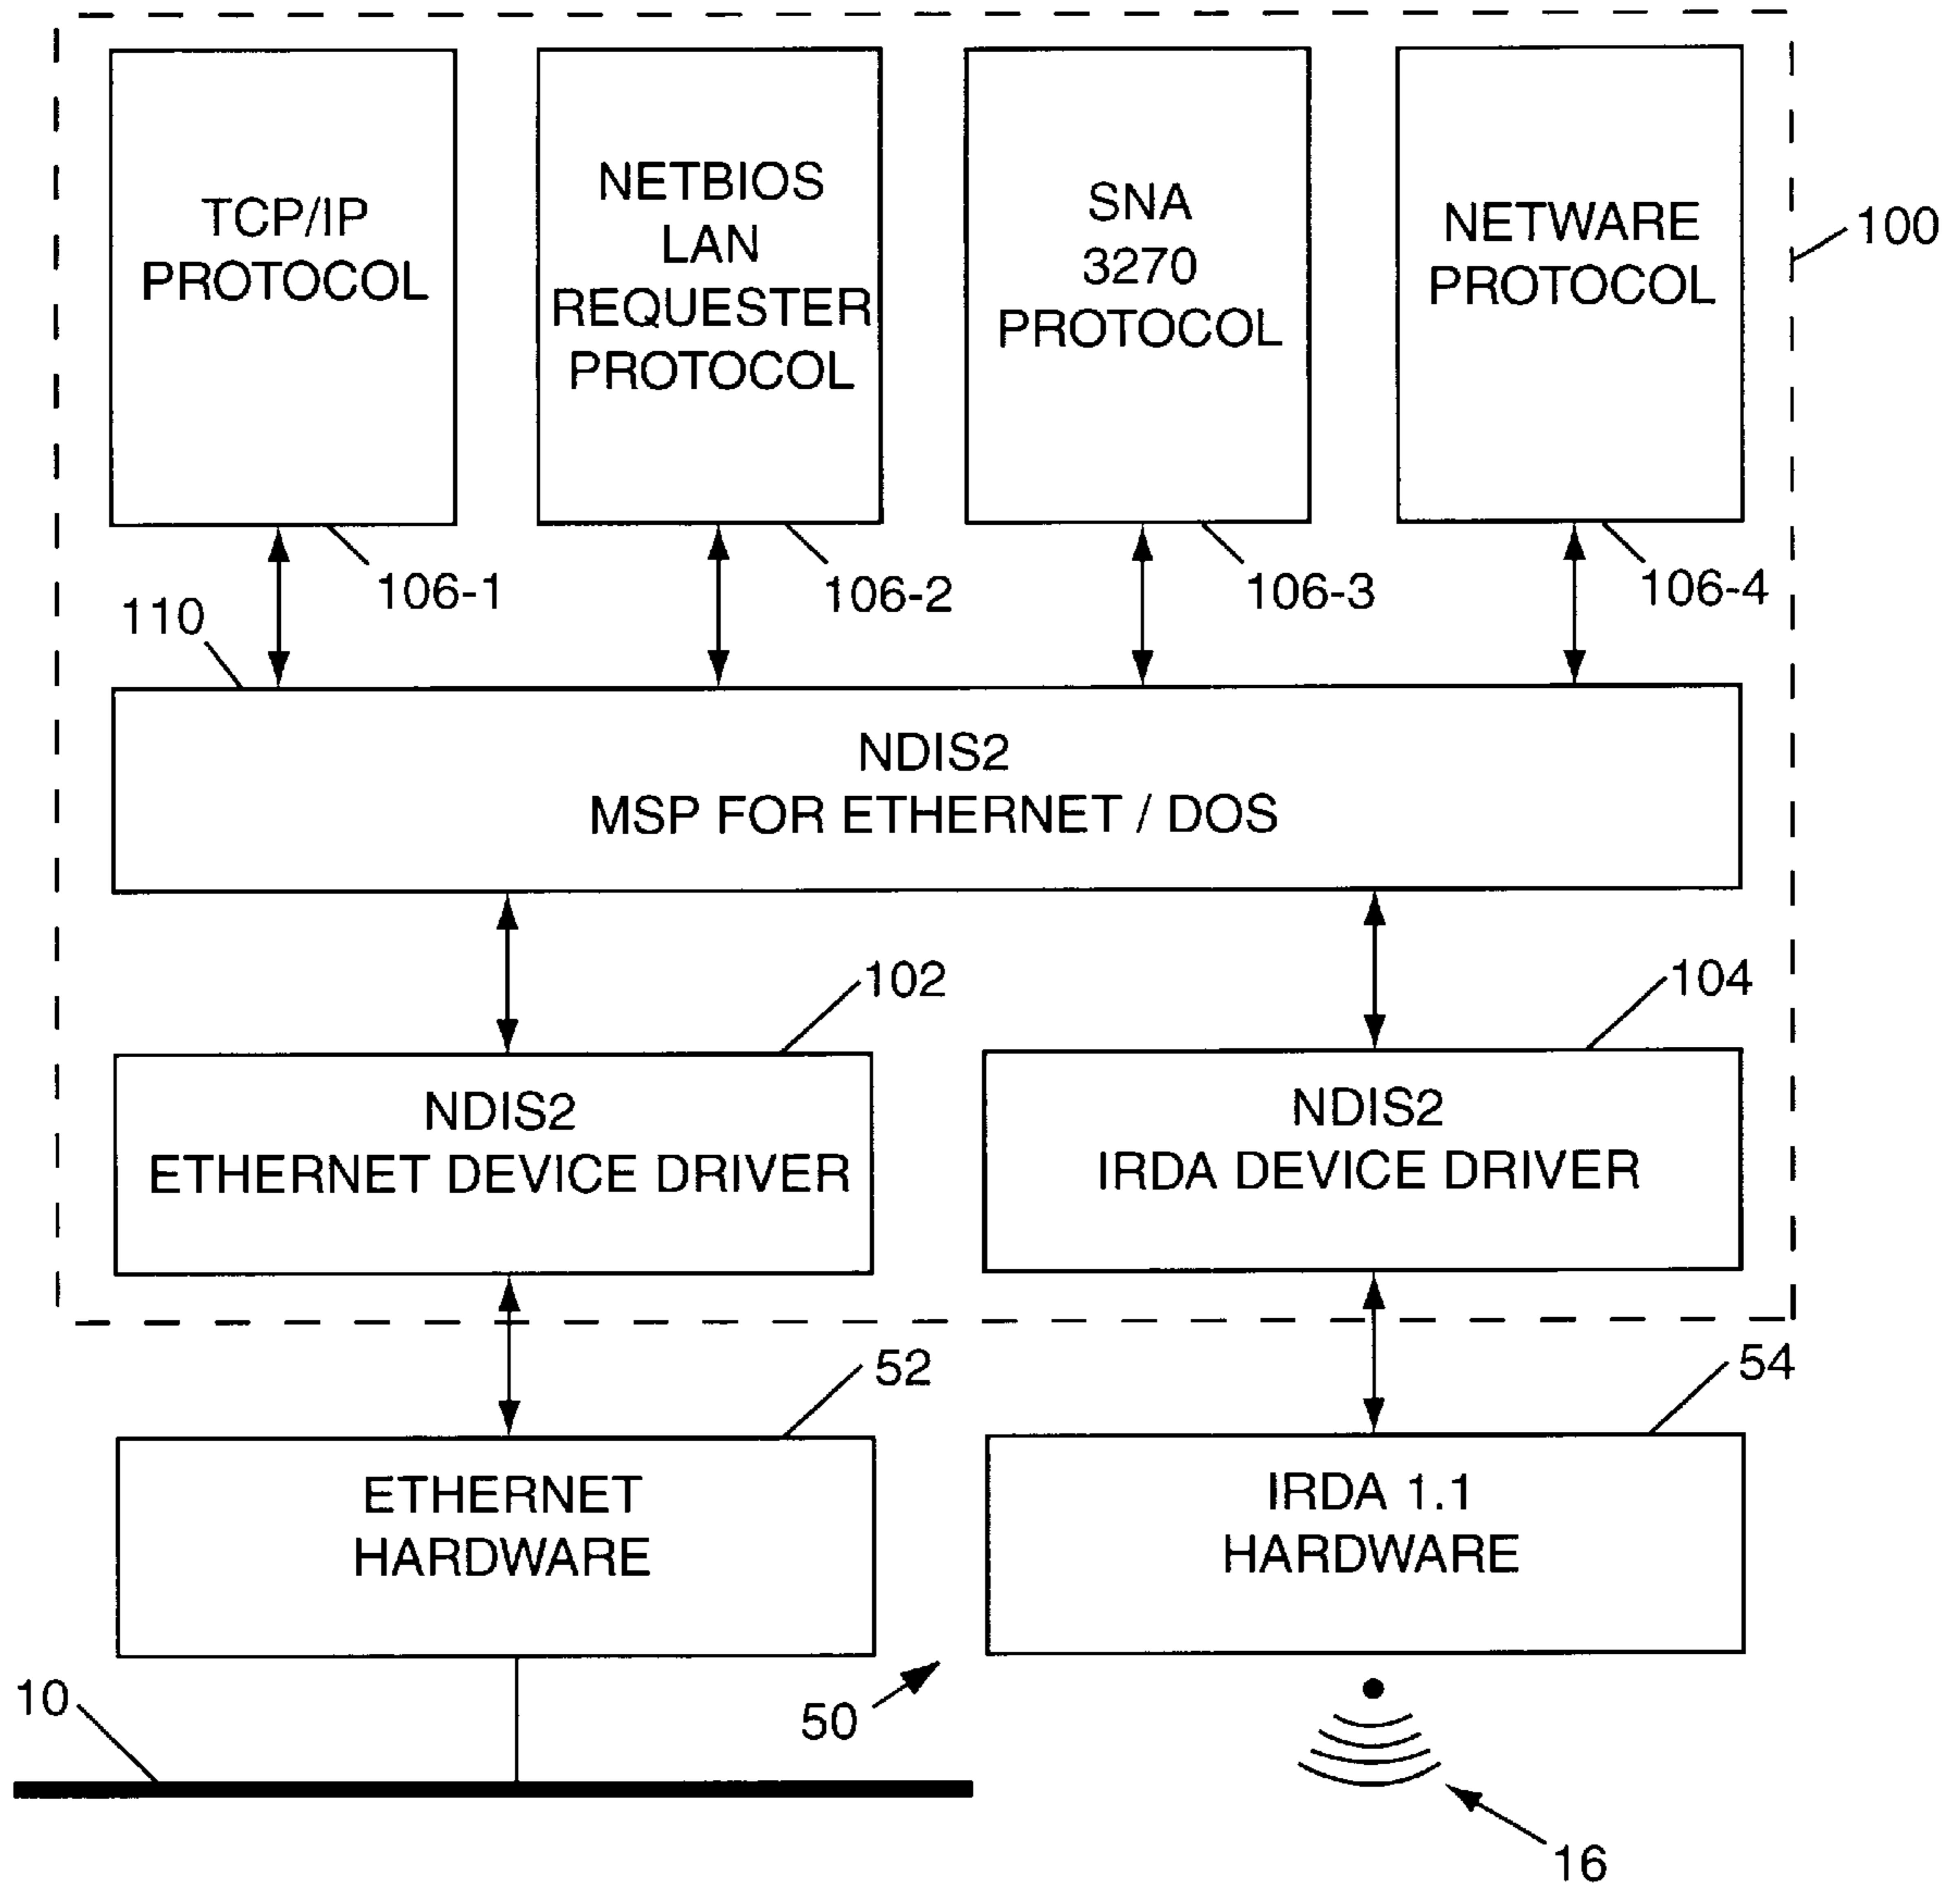 TCP/IP
PROTOCOL
NETBIOS
LAN
REQUESTER
PROTOCOL
SNA
3270
PROTOCOL
NETWARE
PROTOCOL
100
106-1
106-2
106-3
106-4
110
NDIS2
MSP FOR ETHERNET / DOS
102
104
NDIS2
ETHERNET DEVICE DRIVER
NDIS2
IRDA DEVICE DRIVER
52
54
ETHERNET
HARDWARE
IRDA 1.1
HARDWARE
10
50
16